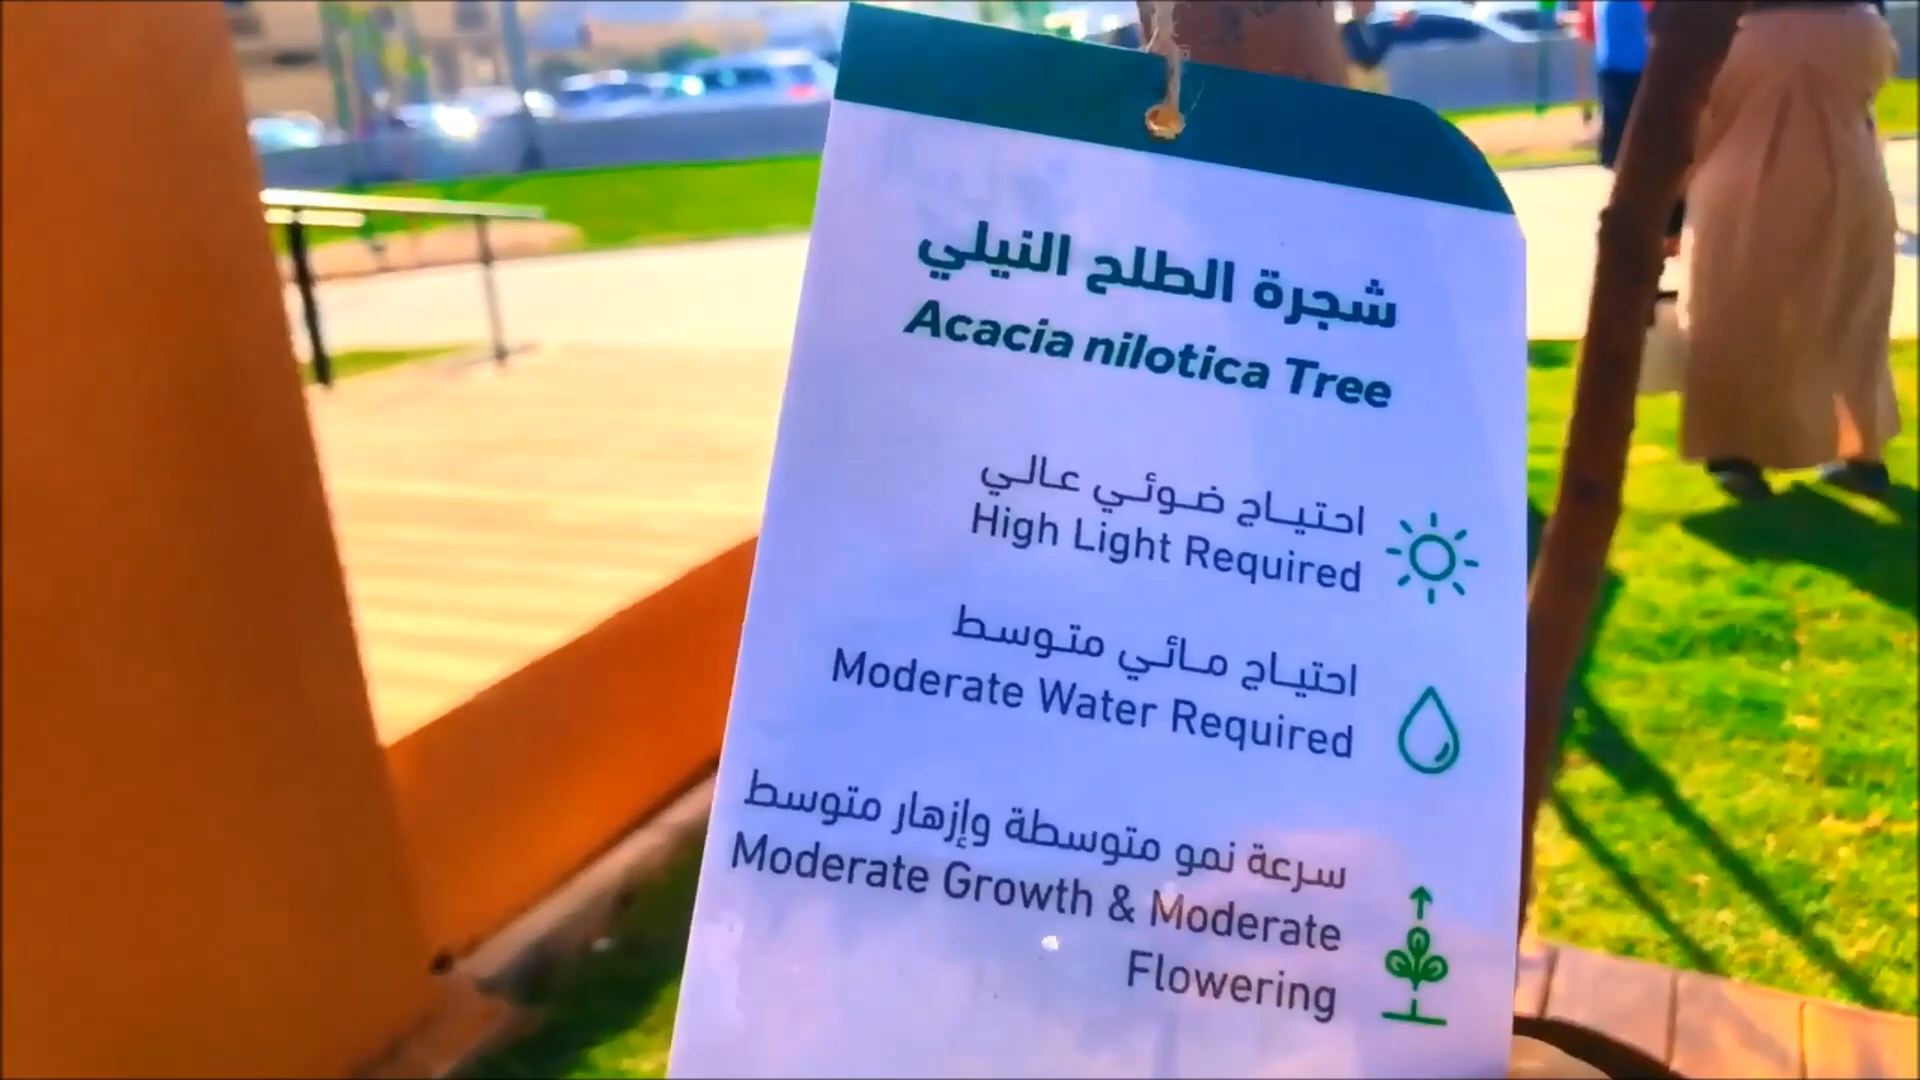 شجرة الطلح النيلي
Acacia nilotica Tree
احتياج ضوئي عالي
High Light Required
احتياج مائي متوسط
Moderate Water Required
سرعة نمو متوسطة وإزهار متوسط
Moderate Growth & Moderate
Flowering